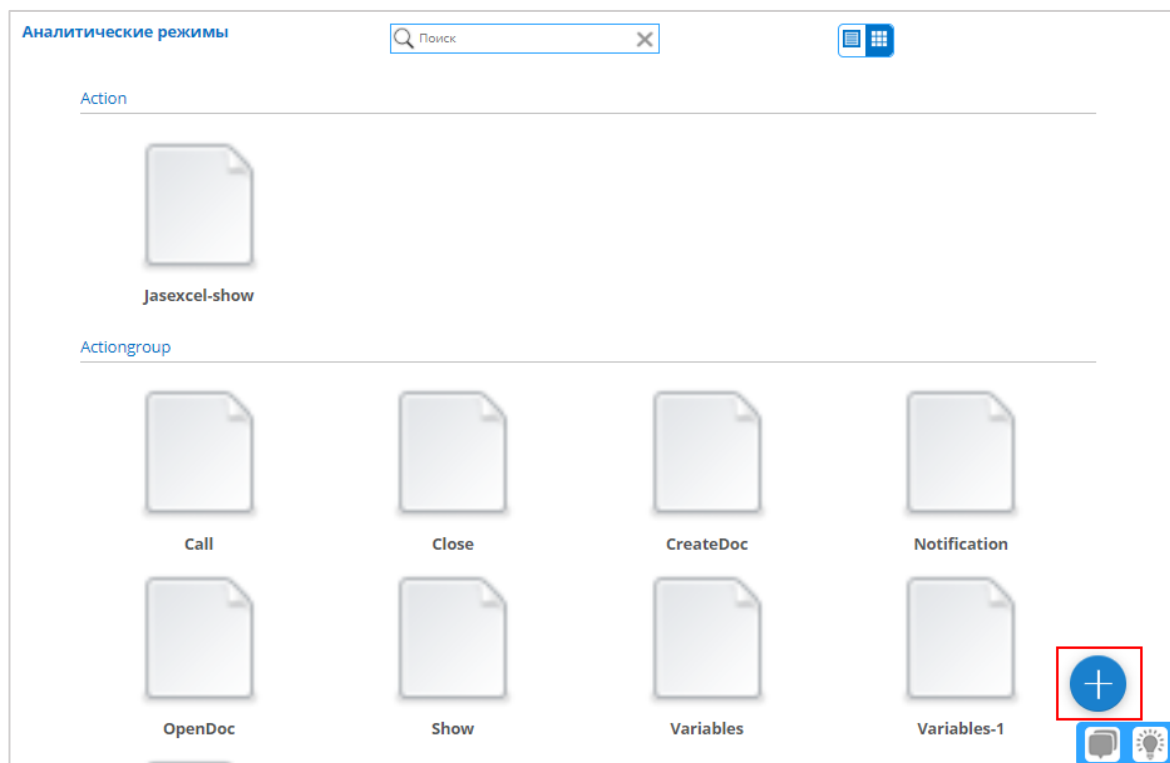 Аналитические режимы
Поиск
Action
Jasexcel-show
Actiongroup
Call Close CreateDoc Notification
OpenDoc Show Variables Variables-1